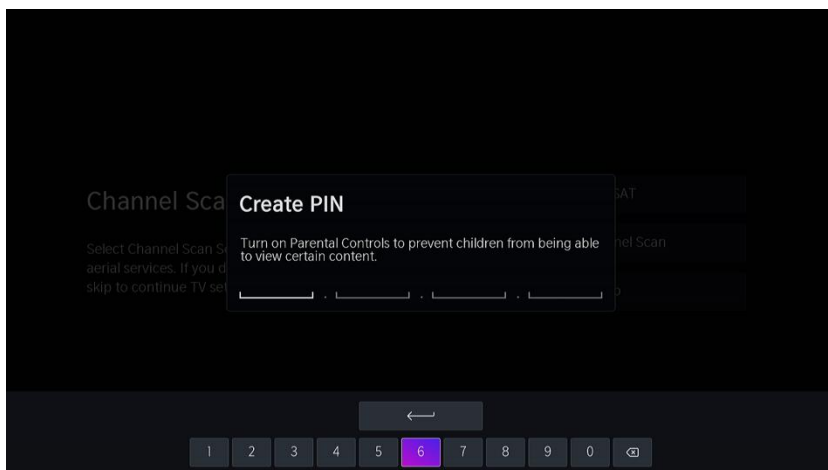 Channel Sca
Select Channel Scan S
aerial services. If you d
skip to continue TV set
Create PIN
Turn on Parental Controls to prevent children from being able
to view certain content.
SAT
nel Scan
1 2 3 4 5 6 7 8 9 0